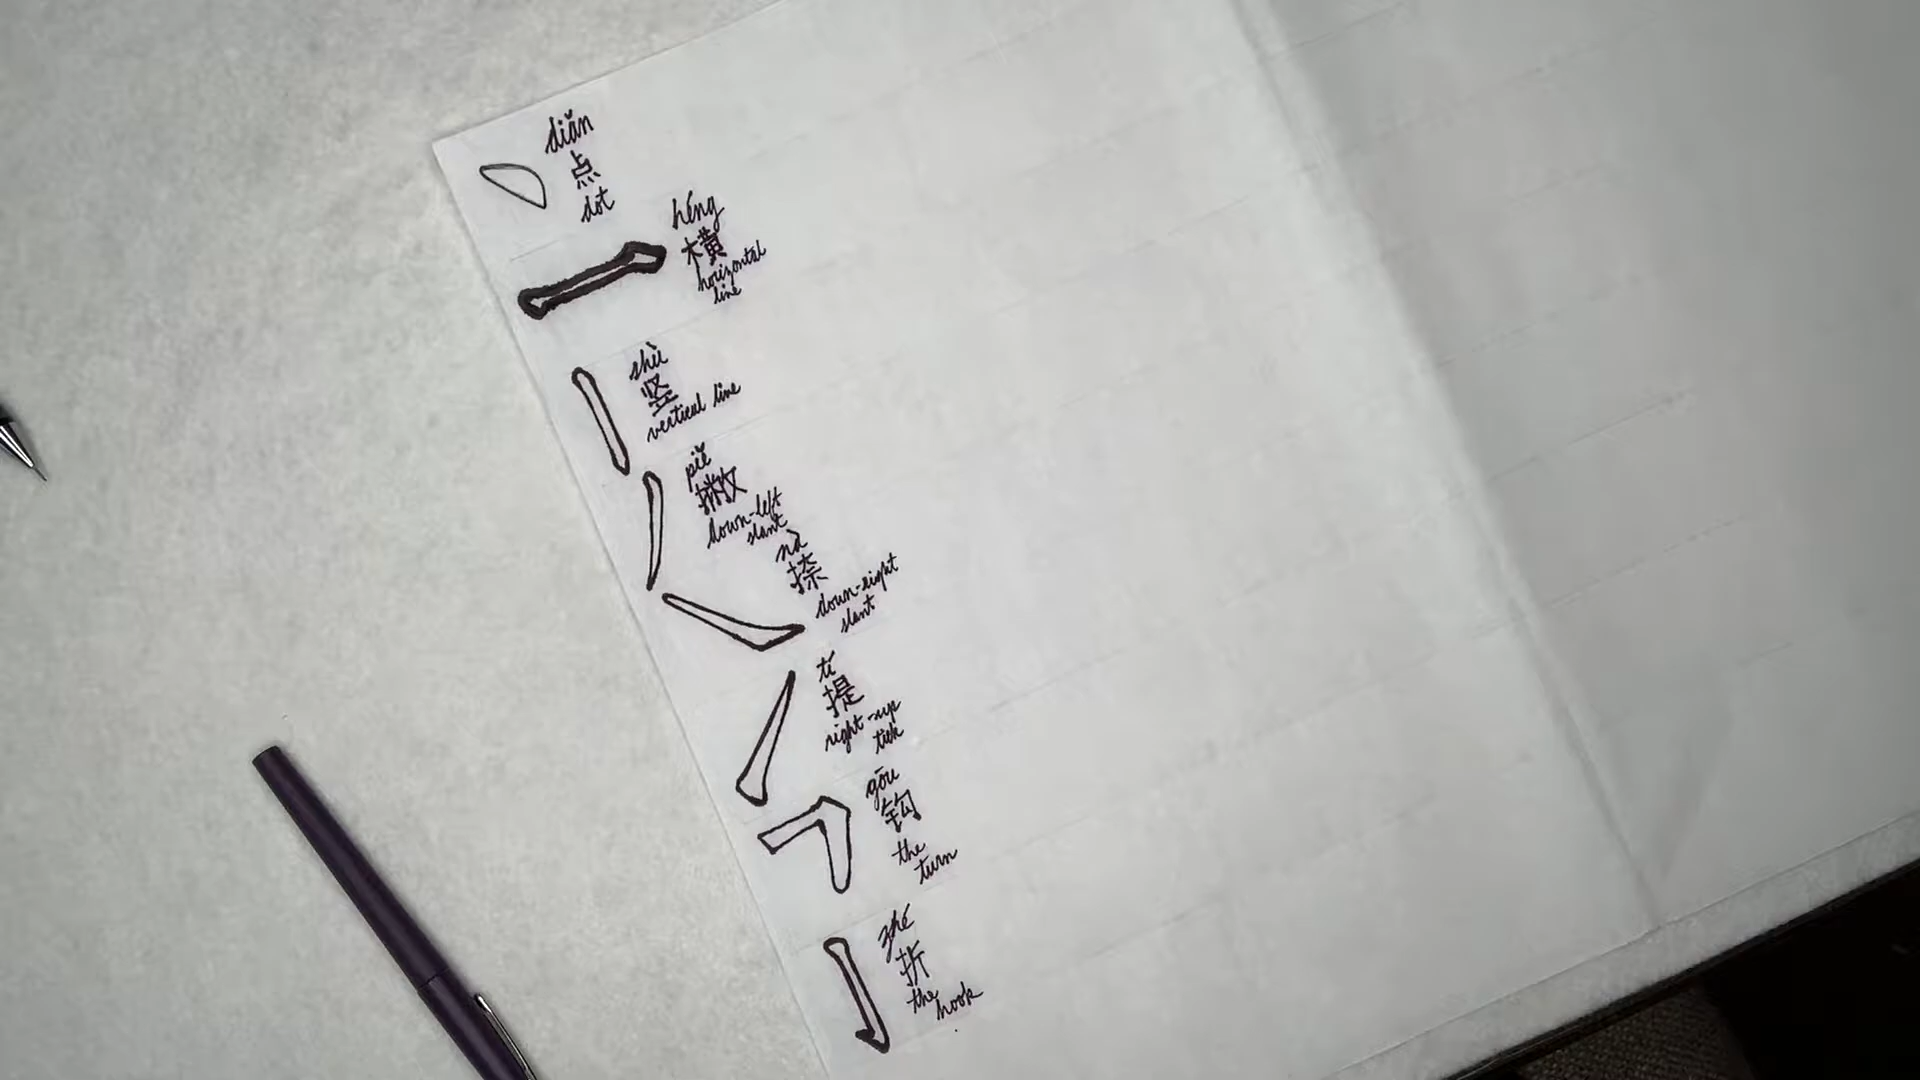 diǎn
点
dot
héng
横
horizontal
line
shù
竖
vertical line
piě
撇
down-left
slant
nà
捺
down-right
slant
tí
提
right-up
tick
gōu
钩
the
turn
zhé
折
the
hook